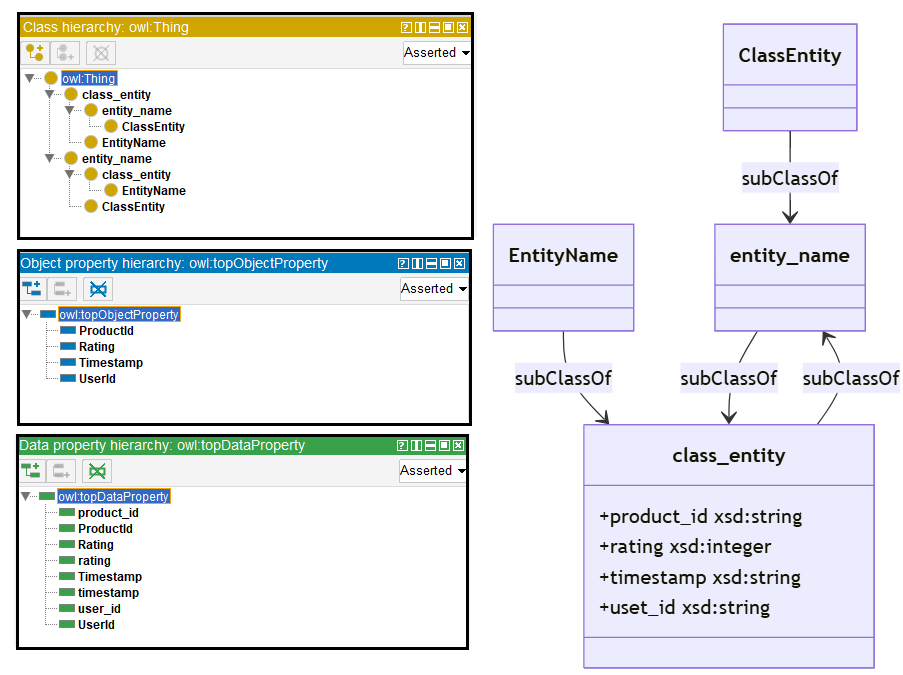 Class hierarchy: owl:Thing
Asserted
owl:Thing
class_entity
entity_name
ClassEntity
EntityName
entity_name
class_entity
EntityName
ClassEntity
Object property hierarchy: owl:topObjectProperty
Asserted
owl:topObjectProperty
ProductId
Rating
Timestamp
UserId
Data property hierarchy: owl:topDataProperty
Asserted
owl:topDataProperty
product_id
ProductId
Rating
rating
Timestamp
timestamp
user_id
UserId
ClassEntity
subClassOf
EntityName
entity_name
subClassOf
subClassOf
subClassOf
class_entity
+product_id xsd:string
+rating xsd:integer
+timestamp xsd:string
+uset_id xsd:string